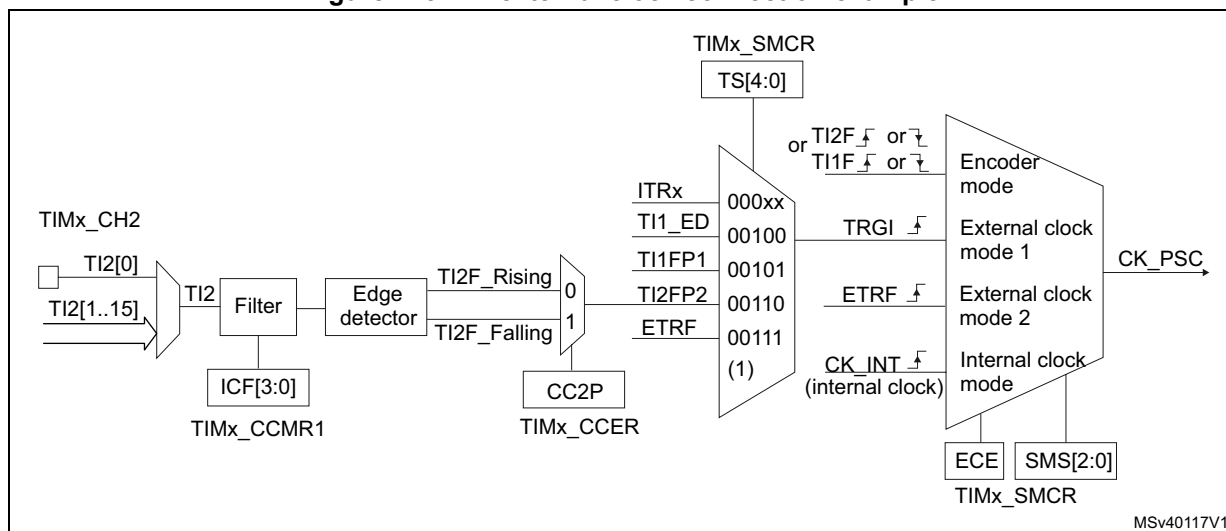 TIMx_SMCR
TS[4:0]
or TI2F or
TI1F or
Encoder
mode
ITRx
000xx
TIMx_CH2
TI1_ED
00100
TRGI
External clock
mode 1
CK_PSC
TI2[0]
TI2
TI1FP1
00101
TI2F_Rising
0
Filter
Edge
detector
TI2FP2
00110
ETRF
External clock
mode 2
TI2[1..15]
TI2F_Falling
1
ETRF
00111
(1)
CK_INT
(internal clock)
Internal clock
mode
ICF[3:0]
CC2P
TIMx_CCMR1
TIMx_CCER
ECE
SMS[2:0]
TIMx_SMCR
MSv40117V1